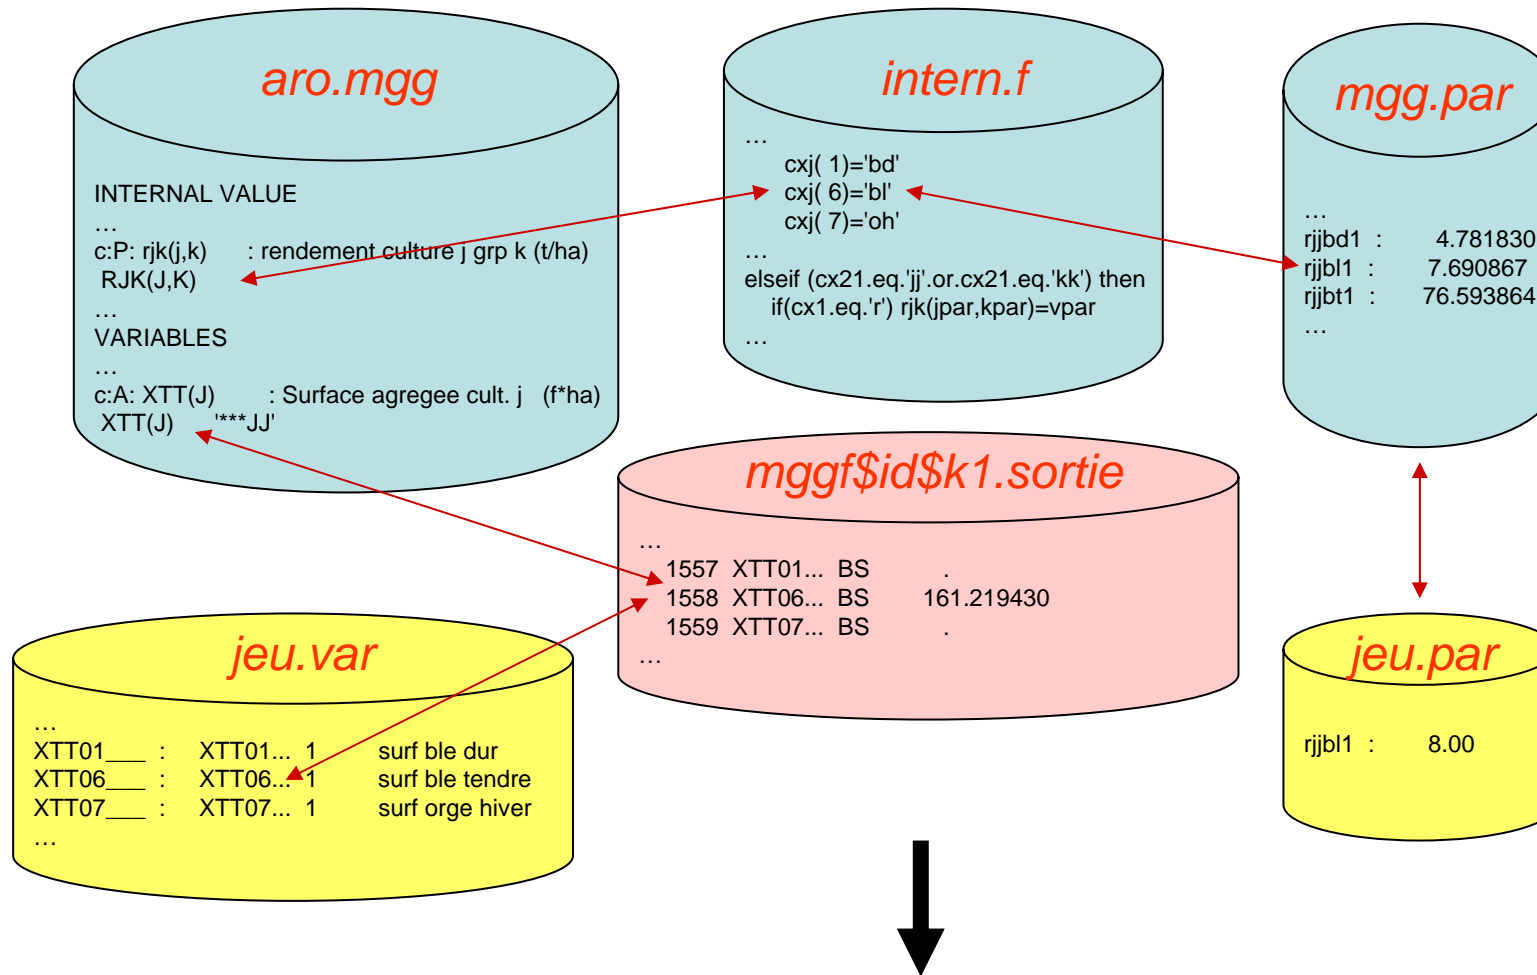 aro.mgg
INTERNAL VALUE
…
c:P: rjk(j,k) : rendement culture j grp k (t/ha)
RJK(J,K)
…
VARIABLES
…
c:A: XTT(J) : Surface agregee cult. j (f*ha)
XTT(J) '***JJ'
intern.f
…
cxj( 1)='bd'
cxj( 6)='bl'
cxj( 7)='oh'
…
elseif (cx21.eq.'jj'.or.cx21.eq.'kk') then
if(cx1.eq.'r') rjk(jpar,kpar)=vpar
…
mgg.par
…
rjjbd1 : 4.781830
rjjbl1 : 7.690867
rjjbt1 : 76.593864
…
mggf$id$k1.sortie
…
1557 XTT01... BS .
1558 XTT06... BS 161.219430
1559 XTT07... BS .
…
jeu.var
…
XTT01___ : XTT01... 1 surf ble dur
XTT06___ : XTT06... 1 surf ble tendre
XTT07___ : XTT07... 1 surf orge hiver
…
jeu.par
rjjbl1 : 8.00